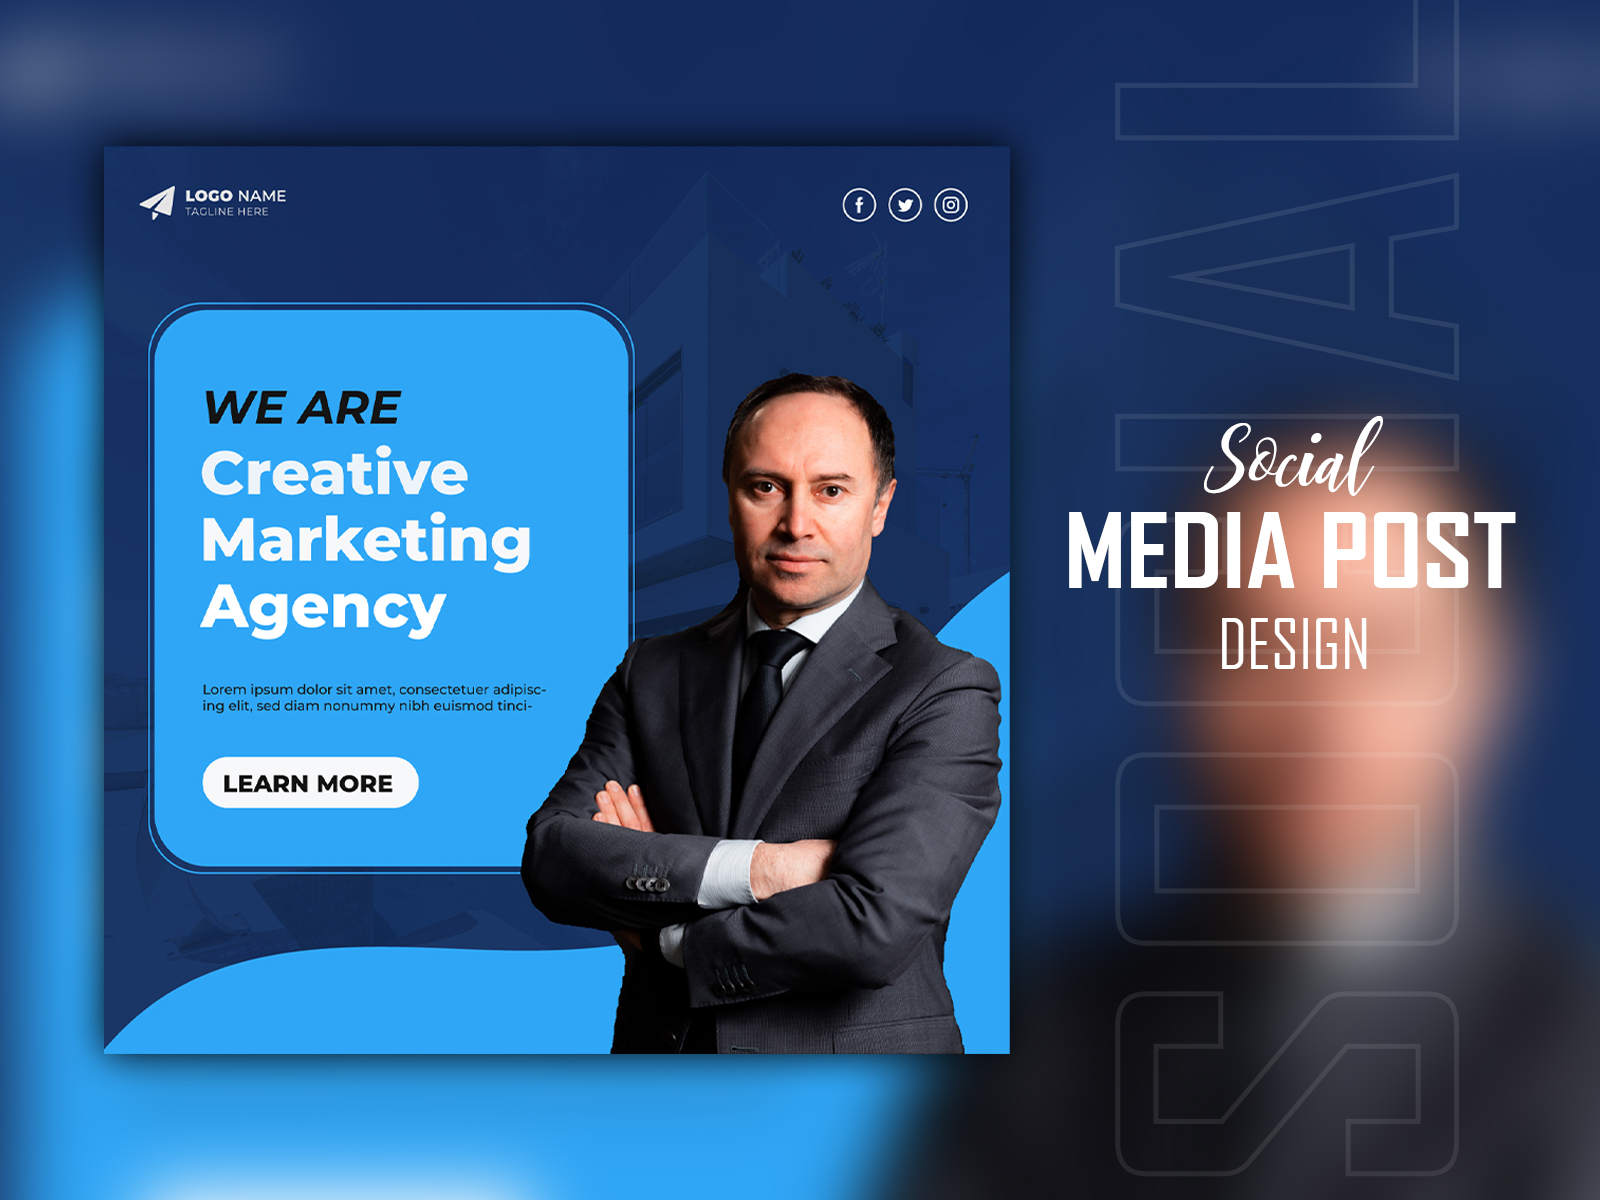 LOGO NAME
TAGLINE HERE
WE ARE
Creative
Marketing
Agency
Lorem ipsum dolor sit amet, consectetuer adipisc-
ing elit, sed diam nonummy nibh euismod tinci-
LEARN MORE
Social
MEDIA POST
DESIGN
SOCIAL